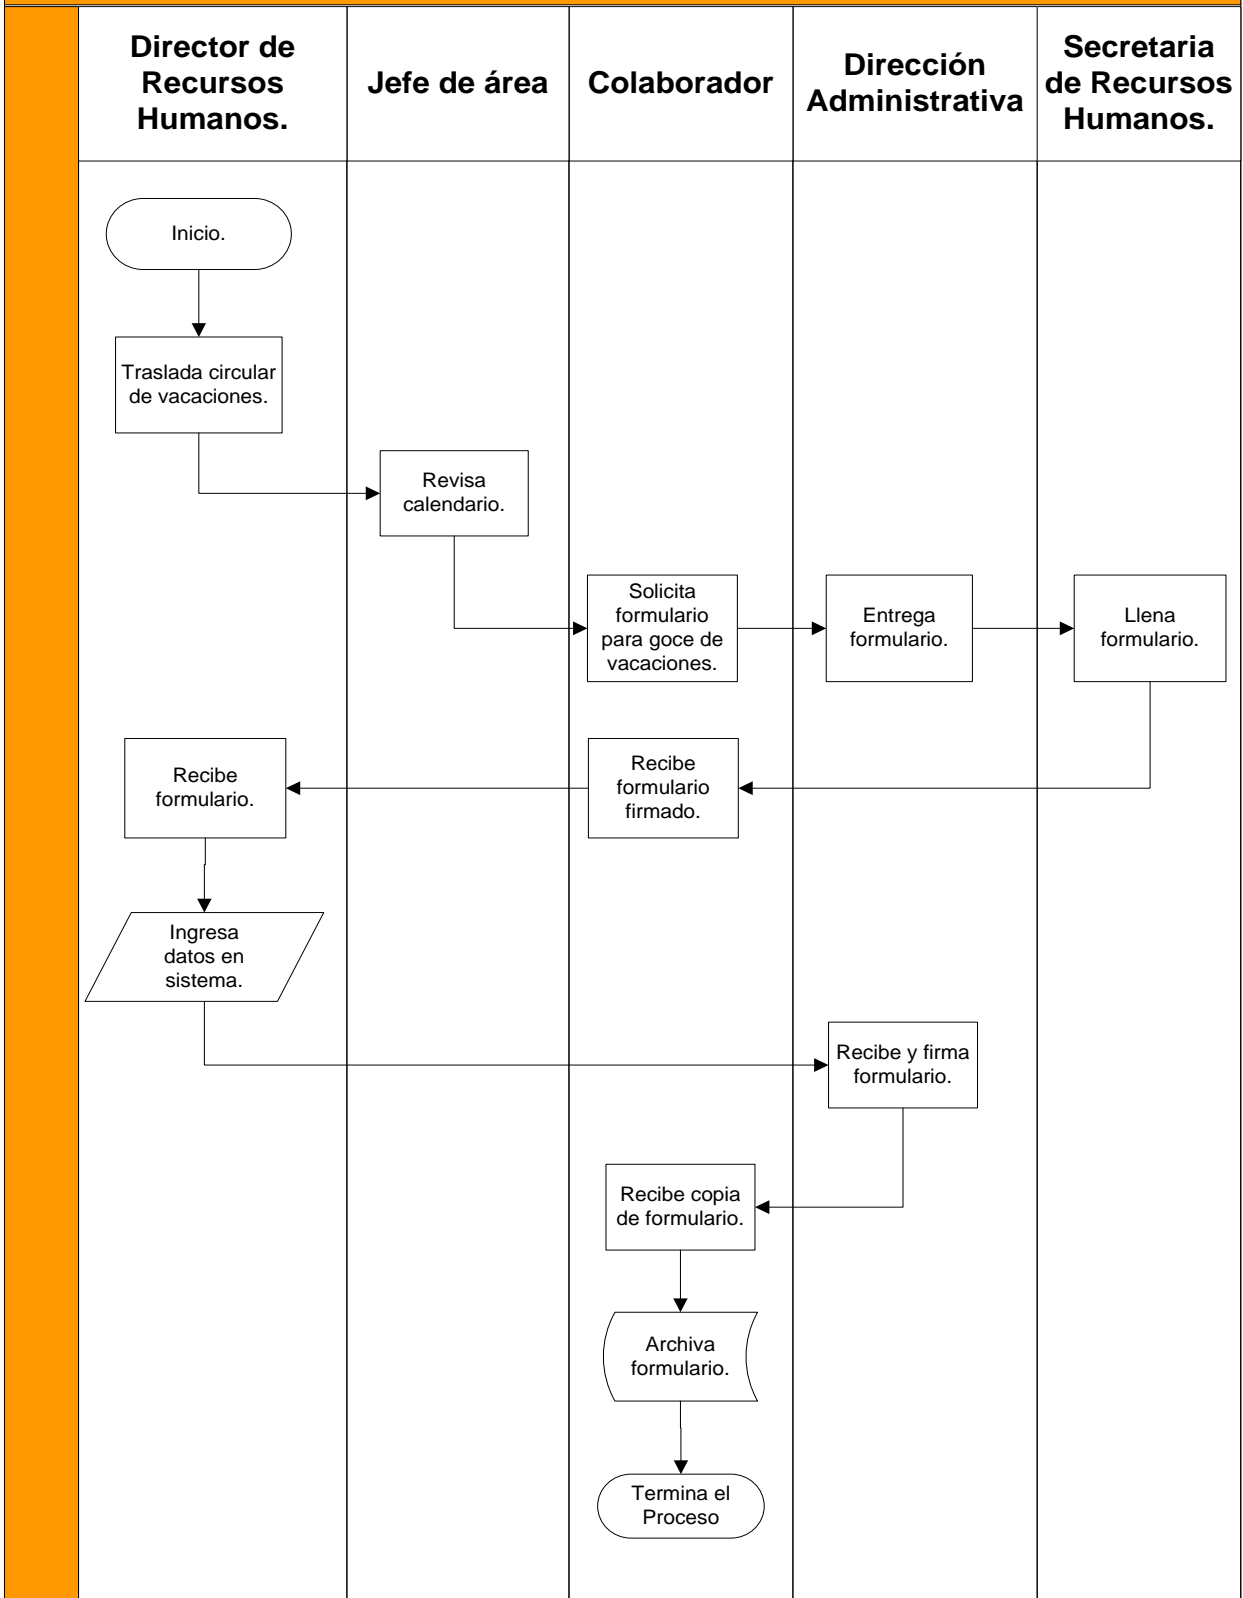 Director de
Recursos
Humanos.
Jefe de área
Colaborador
Dirección
Administrativa
Secretaria
de Recursos
Humanos.
Inicio.
Traslada circular
de vacaciones.
Revisa
calendario.
Solicita
formulario
para goce de
vacaciones.
Entrega
formulario.
Llena
formulario.
Recibe
formulario.
Recibe
formulario
firmado.
Ingresa
datos en
sistema.
Recibe y firma
formulario.
Recibe copia
de formulario.
Archiva
formulario.
Termina el
Proceso